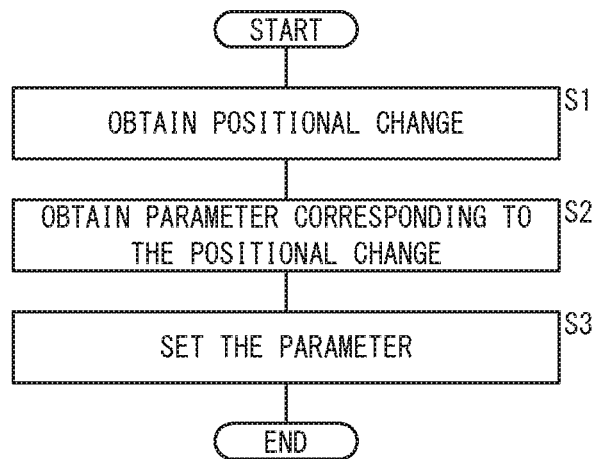 START
OBTAIN POSITIONAL CHANGE
S1
OBTAIN PARAMETER CORRESPONDING TO
THE POSITIONAL CHANGE
S2
SET THE PARAMETER
S3
END